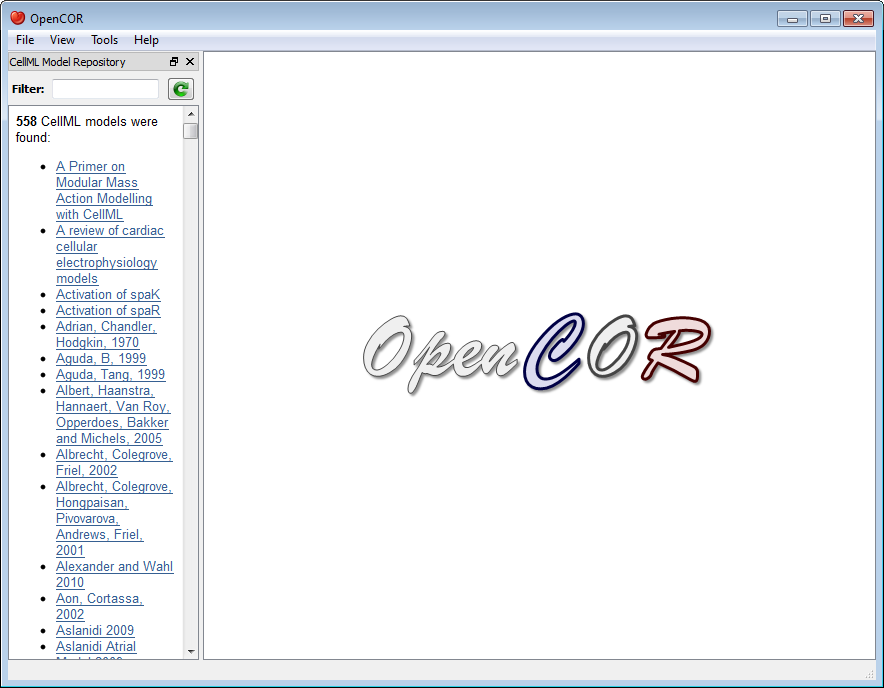 OpenCOR
File View Tools Help
CellML Model Repository
Filter:
558 CellML models were
found:
A Primer on
Modular Mass
Action Modelling
with CellML
A review of cardiac
cellular
electrophysiology
models
Activation of spaK
Activation of spaR
Adrian, Chandler,
Hodgkin, 1970
Aguda, B, 1999
Aguda, Tang, 1999
Albert, Haanstra,
Hannaert, Van Roy,
Opperdoes, Bakker
and Michels, 2005
Albrecht, Colegrove,
Friel, 2002
Albrecht, Colegrove,
Hongpaisan,
Pivovarova,
Andrews, Friel,
2001
Alexander and Wahl
2010
Aon, Cortassa,
2002
Aslanidi 2009
Aslanidi Atrial
OpenCOR